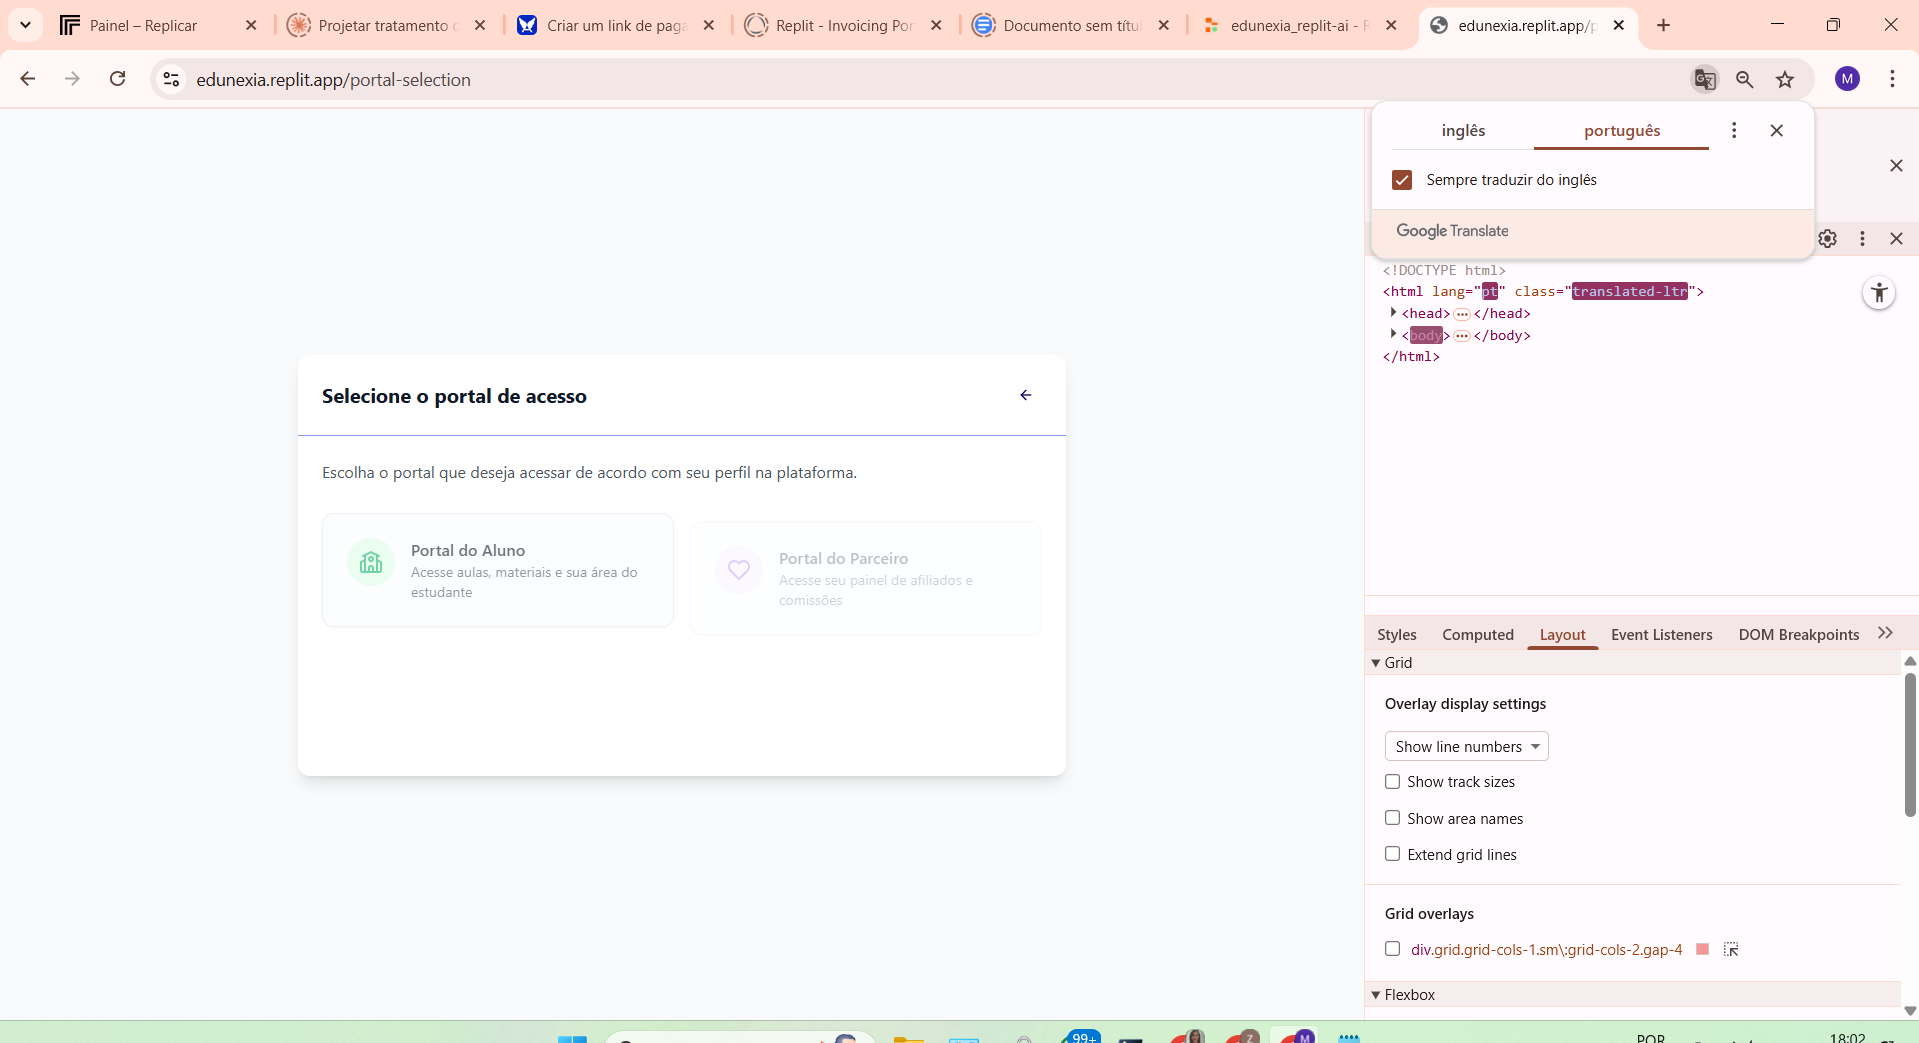 Painel – Replicar
Projetar tratamento d
Criar um link de paga
Replit - Invoicing Por
Documento sem títul
edunexia_replit-ai - R
edunexia.replit.app/p
edunexia.replit.app/portal-selection
M
inglês
português
Sempre traduzir do inglês
Google Translate
<!DOCTYPE html>
<html lang="pt" class="translated-ltr">
<head> ⋯ </head>
<body> ⋯ </body>
</html>
Selecione o portal de acesso
Escolha o portal que deseja acessar de acordo com seu perfil na plataforma.
Portal do Aluno
Acesse aulas, materiais e sua área do
estudante
Portal do Parceiro
Acesse seu painel de afiliados e
comissões
Styles
Computed
Layout
Event Listeners
DOM Breakpoints
Grid
Overlay display settings
Show line numbers
Show track sizes
Show area names
Extend grid lines
Grid overlays
div.grid.grid-cols-1.sm\:grid-cols-2.gap-4
Flexbox
99+
Z
M
POR
18:02